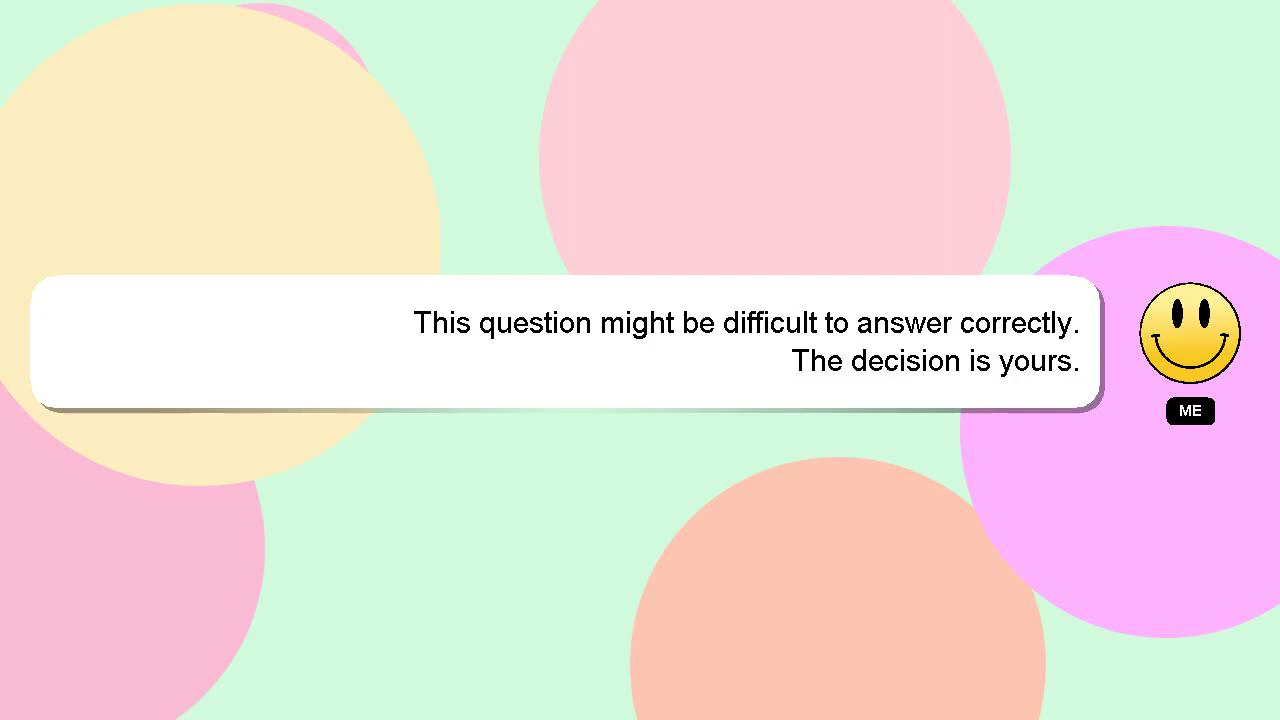 This question might be difficult to answer correctly.
The decision is yours.
ME